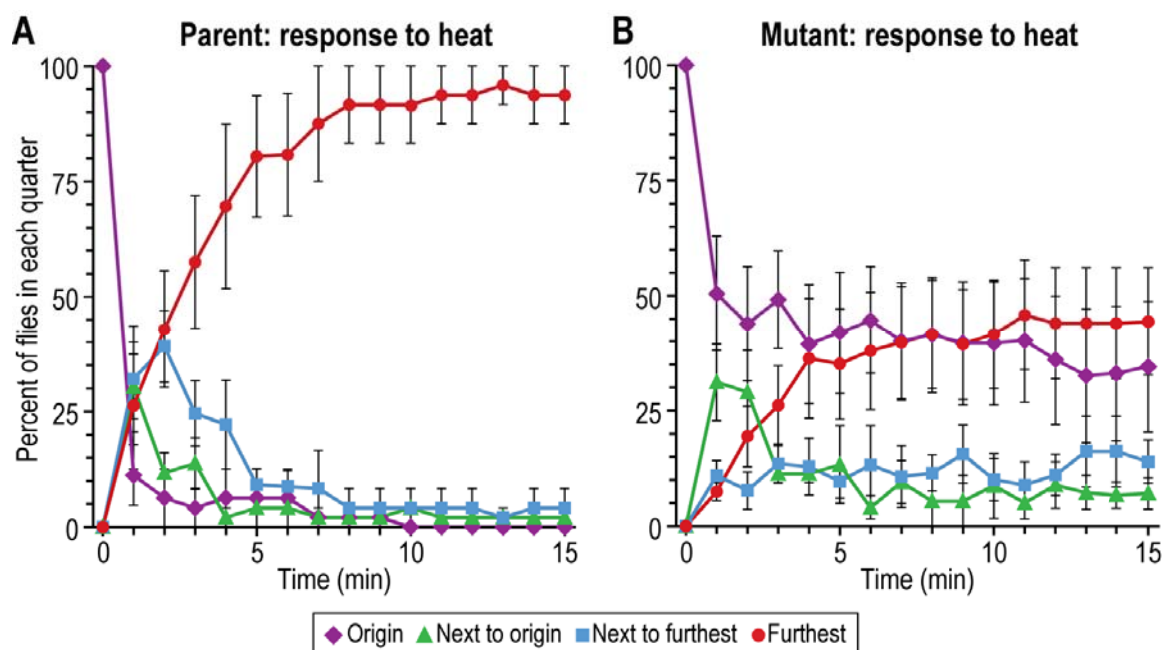 A Parent: response to heat
B Mutant: response to heat
Percent of flies in each quarter
100
75
50
25
0
0 5 10 15
Time (min)
100
75
50
25
0
0 5 10 15
Time (min)
Origin Next to origin Next to furthest Furthest